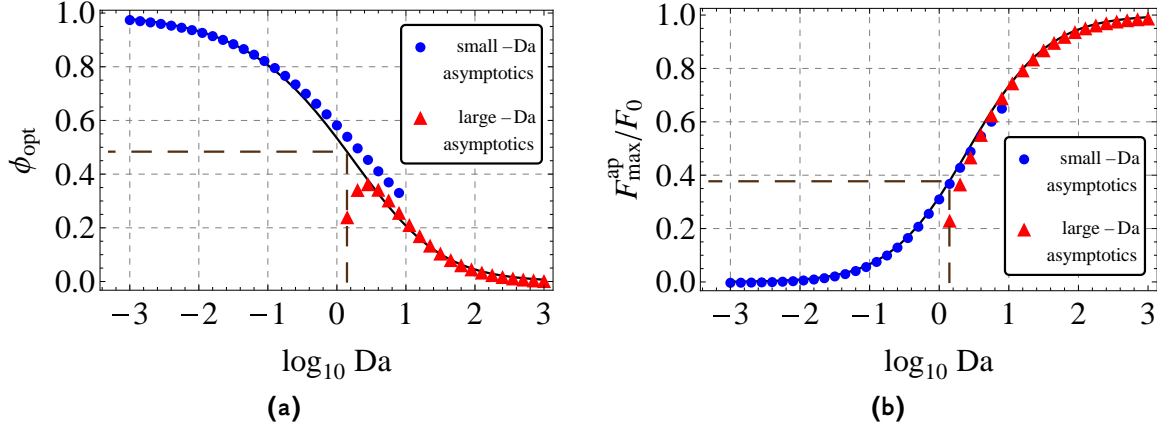 1.0
0.8
0.6
0.4
0.2
0.0
ϕopt
small–Da
asymptotics
large–Da
asymptotics
−3 −2 −1 0 1 2 3
log10 Da
(a)
1.0
0.8
0.6
0.4
0.2
0.0
F^ap_max/F0
small–Da
asymptotics
large–Da
asymptotics
−3 −2 −1 0 1 2 3
log10 Da
(b)